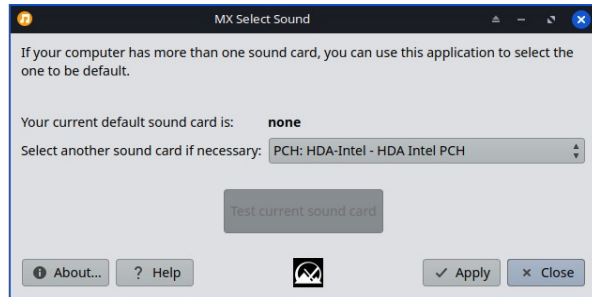 MX Select Sound
If your computer has more than one sound card, you can use this application to select the
one to be default.
Your current default sound card is: none
Select another sound card if necessary: PCH: HDA-Intel - HDA Intel PCH
Test current sound card
About... ? Help Apply Close